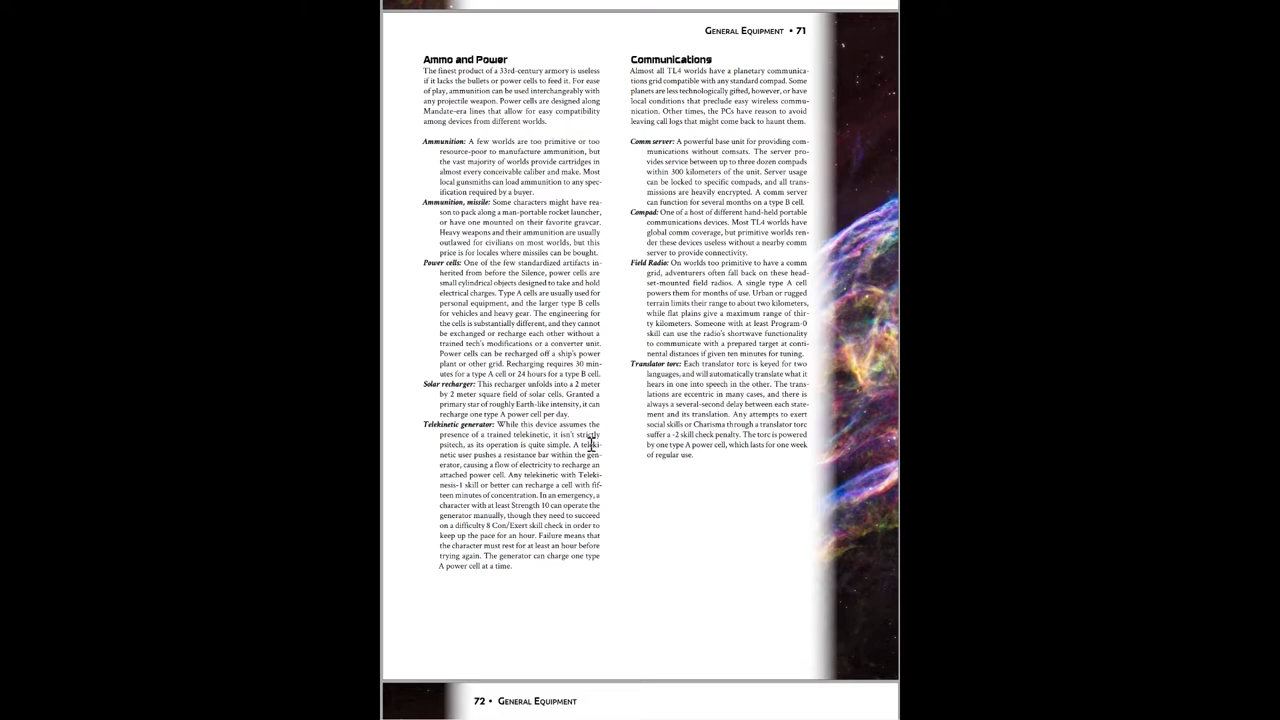 GENERAL EQUIPMENT • 71
Ammo and Power
The finest product of a 33rd-century armory is useless
if it lacks the bullets or power cells to feed it. For ease
of play, ammunition can be used interchangeably with
any projectile weapon. Power cells are designed along
Mandate-era lines that allow for easy compatibility
among devices from different worlds.
Ammunition: A few worlds are too primitive or too
resource-poor to manufacture ammunition, but
the vast majority of worlds provide cartridges in
almost every conceivable caliber and make. Most
local gunsmiths can load ammunition to any spec-
ification required by a buyer.
Ammunition, missile: Some characters might have rea-
son to pack along a man-portable rocket launcher,
or have one mounted on their favorite gravcar.
Heavy weapons and their ammunition are usually
outlawed for civilians on most worlds, but this
price is for locales where missiles can be bought.
Power cells: One of the few standardized artifacts in-
herited from before the Silence, power cells are
small cylindrical objects designed to take and hold
electrical charges. Type A cells are usually used for
personal equipment, and the larger type B cells
for vehicles and heavy gear. The engineering for
the cells is substantially different, and they cannot
be exchanged or recharge each other without a
trained tech's modifications or a converter unit.
Power cells can be recharged off a ship's power
plant or other grid. Recharging requires 30 min-
utes for a type A cell or 24 hours for a type B cell.
Solar recharger: This recharger unfolds into a 2 meter
by 2 meter square field of solar cells. Granted a
primary star of roughly Earth-like intensity, it can
recharge one type A power cell per day.
Telekinetic generator: While this device assumes the
presence of a trained telekinetic, it isn't strictly
psitech, as its operation is quite simple. A teleki-
netic user pushes a resistance bar within the gen-
erator, causing a flow of electricity to recharge an
attached power cell. Any telekinetic with Teleki-
nesis-1 skill or better can recharge a cell with fif-
teen minutes of concentration. In an emergency, a
character with at least Strength 10 can operate the
generator manually, though they need to succeed
on a difficulty 8 Con/Exert skill check in order to
keep up the pace for an hour. Failure means that
the character must rest for at least an hour before
trying again. The generator can charge one type
A power cell at a time.
Communications
Almost all TL4 worlds have a planetary communica-
tions grid compatible with any standard compad. Some
planets are less technologically gifted, however, or have
local conditions that preclude easy wireless commu-
nication. Other times, the PCs have reason to avoid
leaving call logs that might come back to haunt them.
Comm server: A powerful base unit for providing com-
munications without comsats. The server pro-
vides service between up to three dozen compads
within 300 kilometers of the unit. Server usage
can be locked to specific compads, and all trans-
missions are heavily encrypted. A comm server
can function for several months on a type B cell.
Compad: One of a host of different hand-held portable
communications devices. Most TL4 worlds have
global comm coverage, but primitive worlds ren-
der these devices useless without a nearby comm
server to provide connectivity.
Field Radio: On worlds too primitive to have a comm
grid, adventurers often fall back on these head-
set-mounted field radios. A single type A cell
powers them for months of use. Urban or rugged
terrain limits their range to about two kilometers,
while flat plains give a maximum range of thir-
ty kilometers. Someone with at least Program-0
skill can use the radio's shortwave functionality
to communicate with a prepared target at conti-
nental distances if given ten minutes for tuning.
Translator torc: Each translator torc is keyed for two
languages, and will automatically translate what it
hears in one into speech in the other. The trans-
lations are eccentric in many cases, and there is
always a several-second delay between each state-
ment and its translation. Any attempts to exert
social skills or Charisma through a translator torc
suffer a -2 skill check penalty. The torc is powered
by one type A power cell, which lasts for one week
of regular use.
72 • GENERAL EQUIPMENT